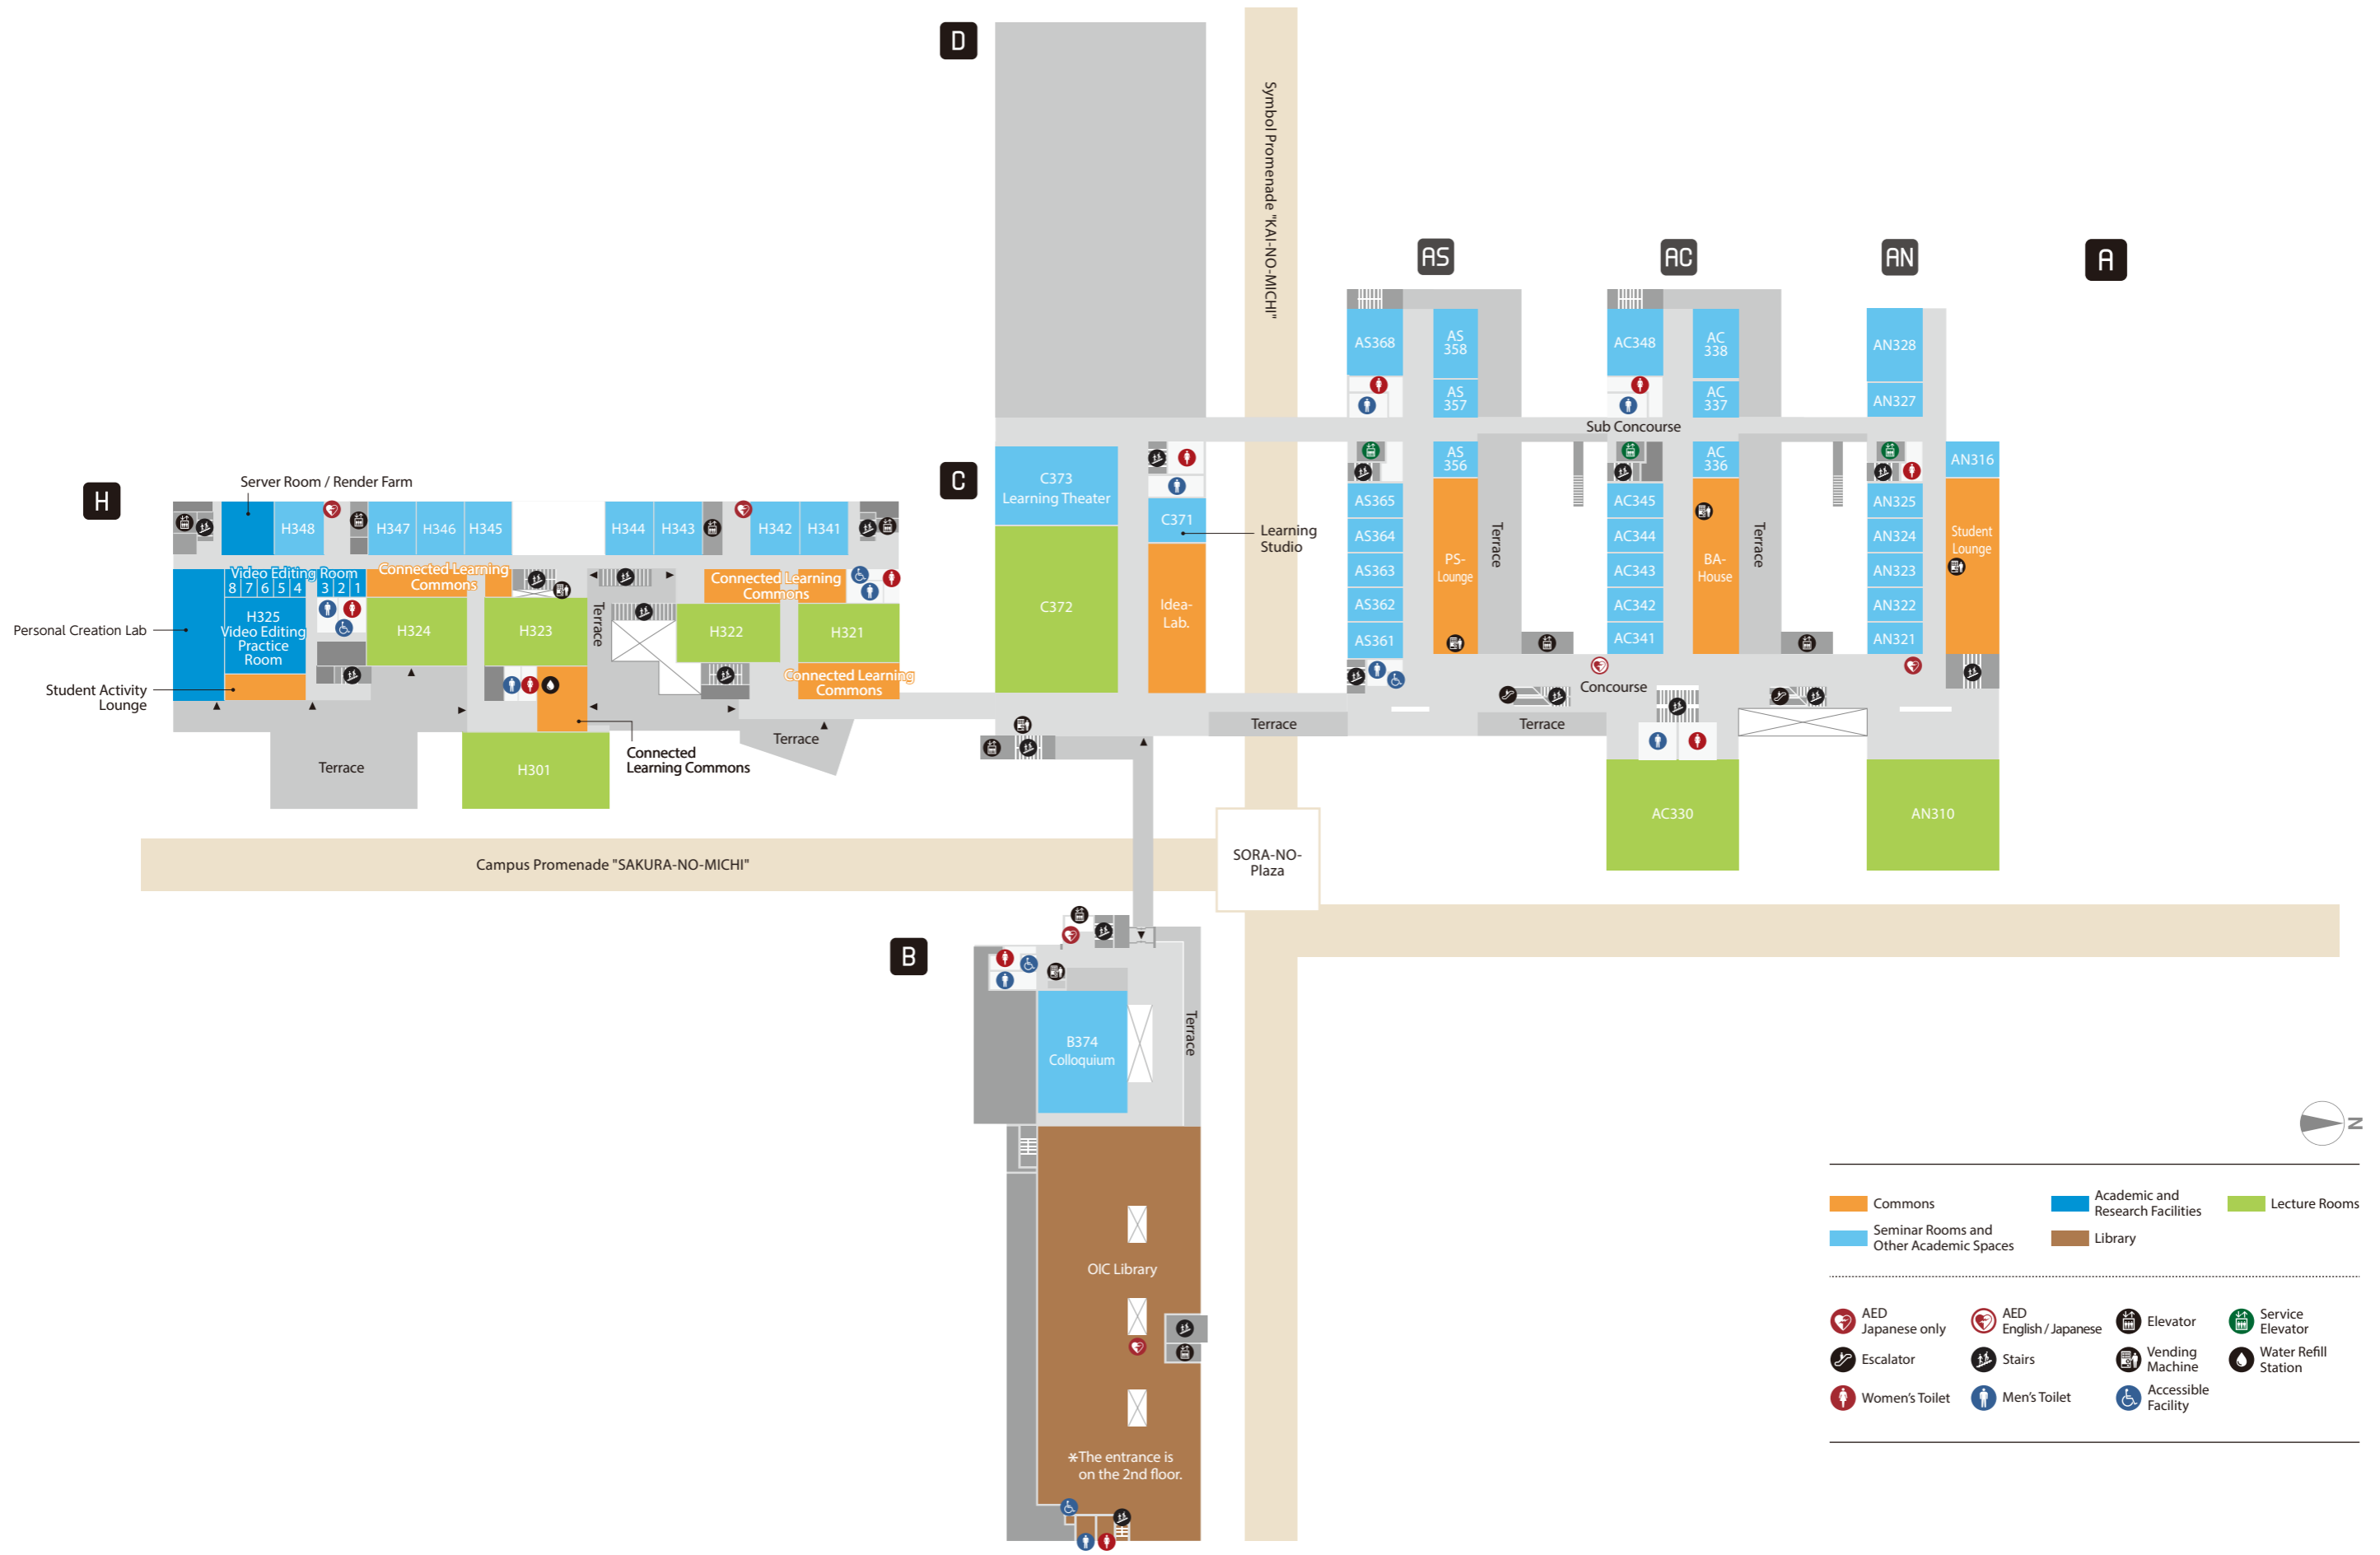 D
Symbol Promenade "KAI-NO-MICHI"
AS
AC
AN
A
AS368
AS
358
AC348
AC
338
AN328
AS
357
AC
337
AN327
Sub Concourse
AS
356
AC
336
AN316
H
Server Room / Render Farm
C
C373
Learning Theater
C371
Learning
Studio
AS365
AS364
AS363
AS362
AS361
PS-
Lounge
Terrace
AC345
AC344
AC343
AC342
AC341
BA-
House
Terrace
AN325
AN324
AN323
AN322
AN321
Student
Lounge
H348
H347
H346
H345
H344
H343
H342
H341
Video Editing Room
8 7 6 5 4
3 2 1
Connected Learning
Commons
Connected Learning
Commons
Personal Creation Lab
H325
Video Editing
Practice
Room
H324
H323
Terrace
H322
H321
C372
Idea-
Lab.
Student Activity
Lounge
Connected Learning
Commons
Concourse
Terrace
Terrace
Terrace
Terrace
Connected
Learning Commons
H301
AC330
AN310
Campus Promenade "SAKURA-NO-MICHI"
SORA-NO-
Plaza
B
B374
Colloquium
Terrace
OIC Library
*The entrance is
on the 2nd floor.
N
Commons
Academic and
Research Facilities
Lecture Rooms
Seminar Rooms and
Other Academic Spaces
Library
AED
Japanese only
AED
English / Japanese
Elevator
Service
Elevator
Escalator
Stairs
Vending
Machine
Water Refill
Station
Women's Toilet
Men's Toilet
Accessible
Facility